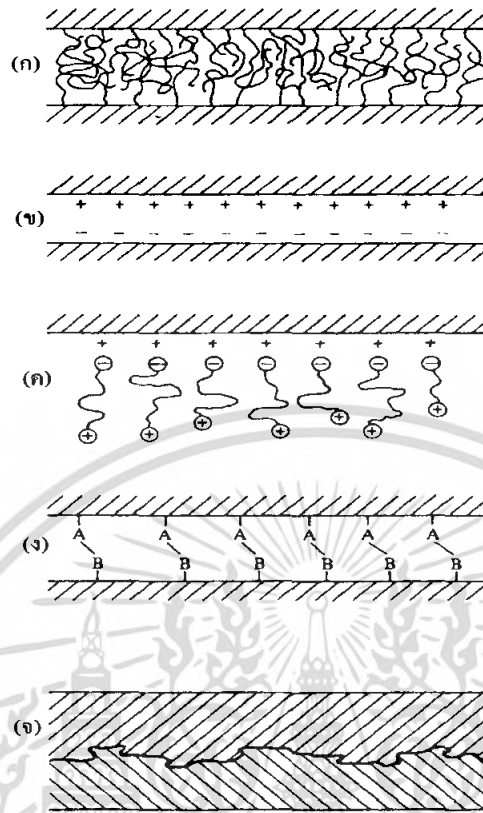 (ก)
(ข)
+ + + + + + + + + + +
− − − − − − − − − − −
(ค)
+ + + + + + +
⊖ ⊖ ⊖ ⊖ ⊖ ⊖ ⊖
⊕ ⊕ ⊕ ⊕ ⊕ ⊕ ⊕
(ง)
A A A A A A
B B B B B B
(จ)